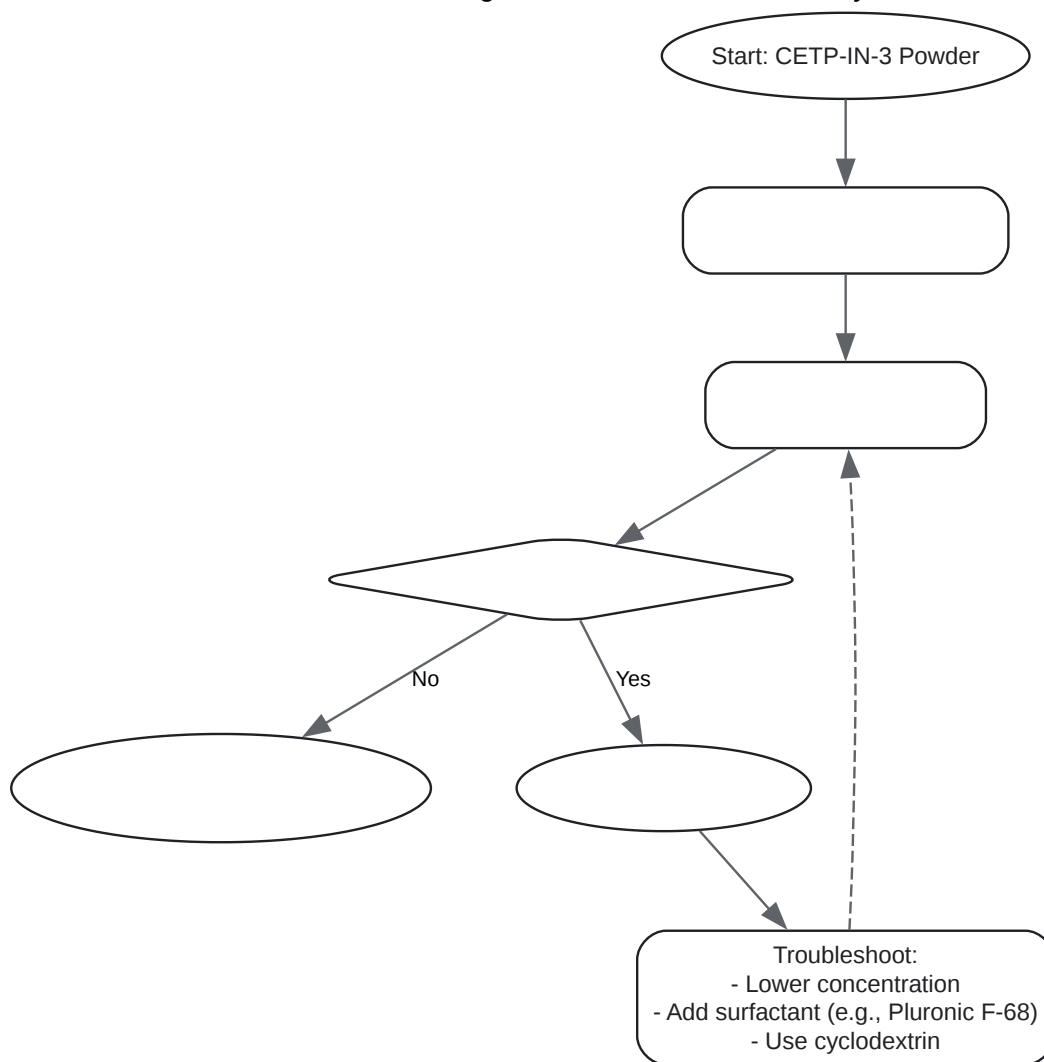 Start: CETP-IN-3 Powder
No
Yes
Troubleshoot:
- Lower concentration
- Add surfactant (e.g., Pluronic F-68)
- Use cyclodextrin